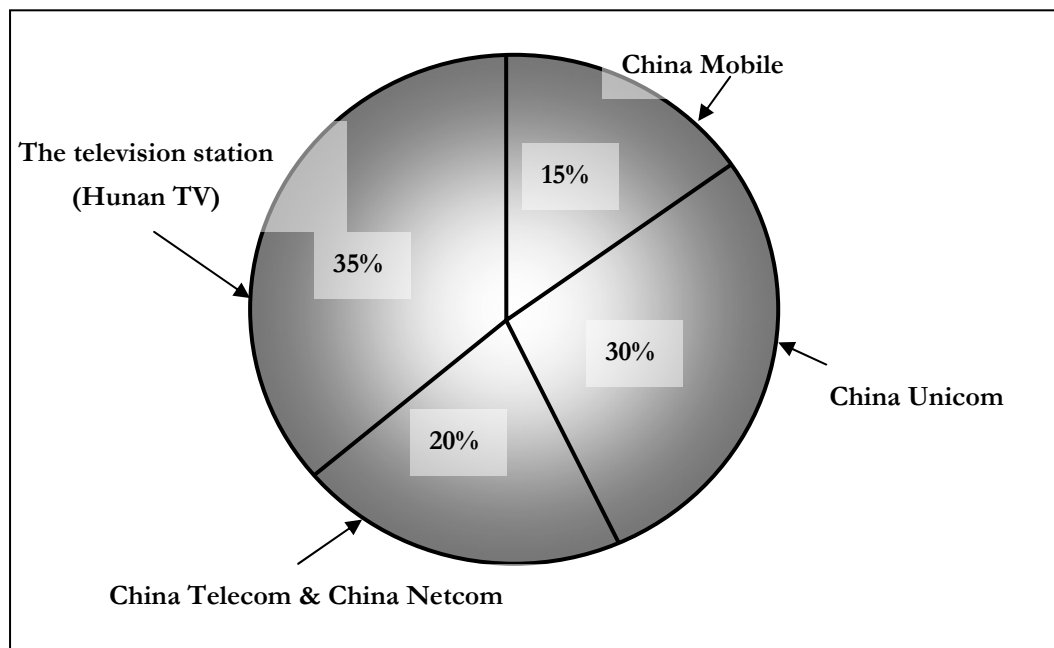 China Mobile
The television station
(Hunan TV)
15%
35%
30%
China Unicom
20%
China Telecom & China Netcom